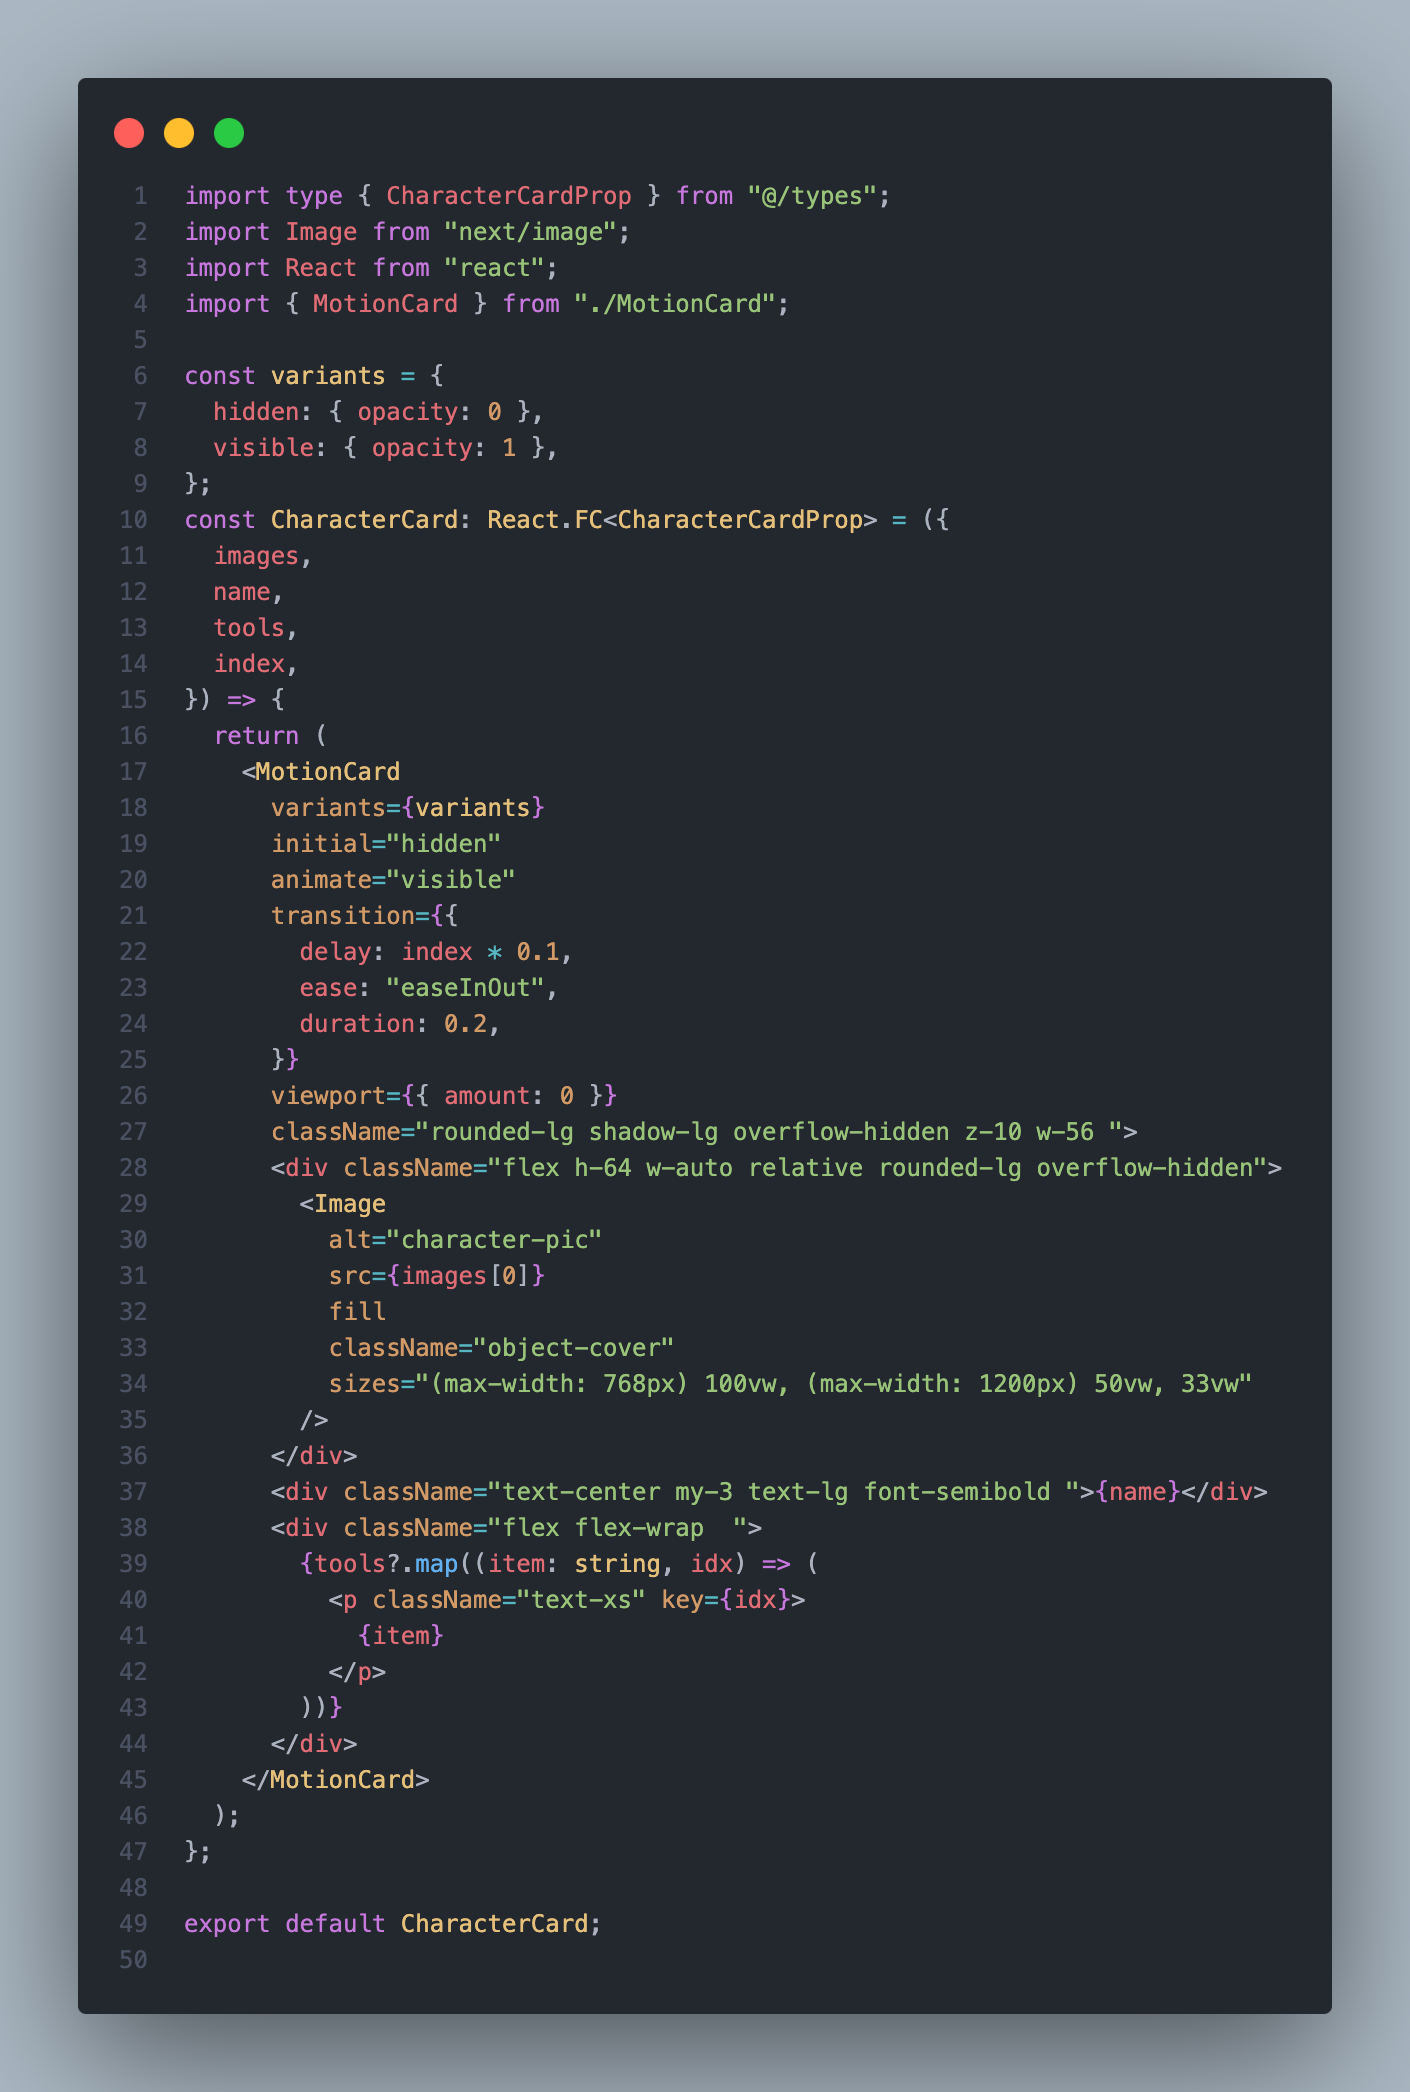 1 import type { CharacterCardProp } from "@/types";
2 import Image from "next/image";
3 import React from "react";
4 import { MotionCard } from "./MotionCard";
5
6 const variants = {
7   hidden: { opacity: 0 },
8   visible: { opacity: 1 },
9 };
10 const CharacterCard: React.FC<CharacterCardProp> = ({
11   images,
12   name,
13   tools,
14   index,
15 }) => {
16   return (
17     <MotionCard
18       variants={variants}
19       initial="hidden"
20       animate="visible"
21       transition={{
22         delay: index * 0.1,
23         ease: "easeInOut",
24         duration: 0.2,
25       }}
26       viewport={{ amount: 0 }}
27       className="rounded-lg shadow-lg overflow-hidden z-10 w-56 ">
28       <div className="flex h-64 w-auto relative rounded-lg overflow-hidden">
29         <Image
30           alt="character-pic"
31           src={images[0]}
32           fill
33           className="object-cover"
34           sizes="(max-width: 768px) 100vw, (max-width: 1200px) 50vw, 33vw"
35         />
36       </div>
37       <div className="text-center my-3 text-lg font-semibold ">{name}</div>
38       <div className="flex flex-wrap  ">
39         {tools?.map((item: string, idx) => (
40           <p className="text-xs" key={idx}>
41             {item}
42           </p>
43         ))}
44       </div>
45     </MotionCard>
46   );
47 };
48
49 export default CharacterCard;
50